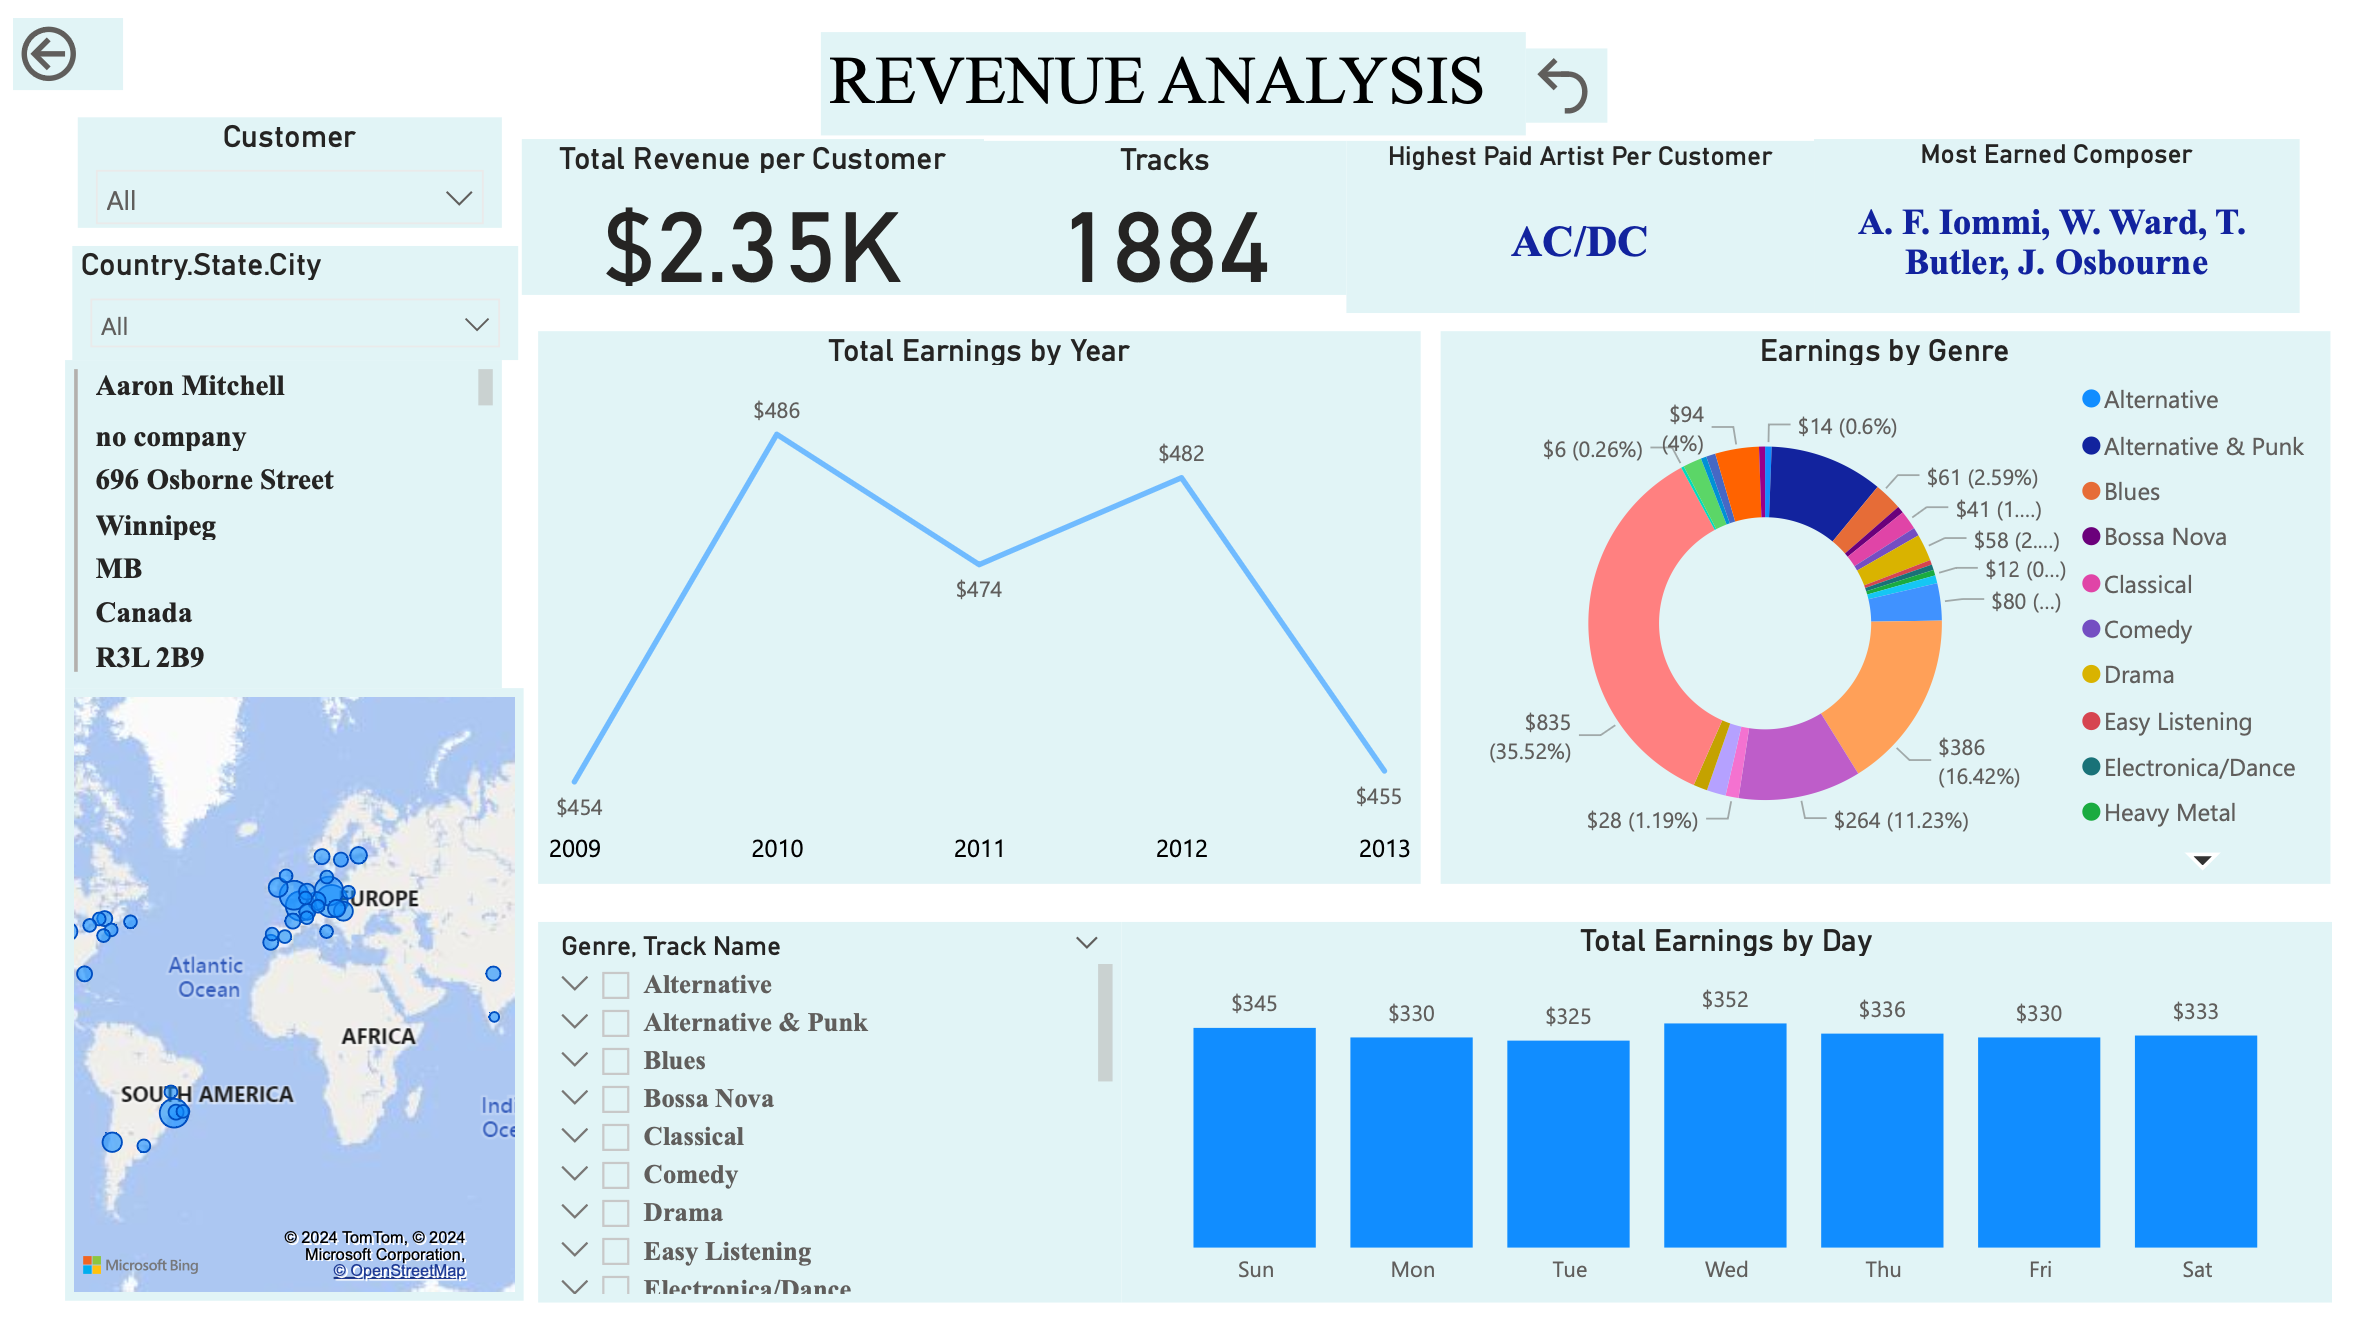 REVENUE ANALYSIS
Customer
All
Country.State.City
All
Aaron Mitchell
no company
696 Osborne Street
Winnipeg
MB
Canada
R3L 2B9
Total Revenue per Customer
$2.35K
Tracks
1884
Highest Paid Artist Per Customer
AC/DC
Most Earned Composer
A. F. Iommi, W. Ward, T.
Butler, J. Osbourne
Total Earnings by Year
$486
$482
$474
$454
$455
2009 2010 2011 2012 2013
Earnings by Genre
$94
(4%)
$6 (0.26%)
$14 (0.6%)
$61 (2.59%)
$41 (1....)
$58 (2....)
$12 (0...)
$80 (...)
$835
(35.52%)
$386
(16.42%)
$28 (1.19%)
$264 (11.23%)
Alternative
Alternative & Punk
Blues
Bossa Nova
Classical
Comedy
Drama
Easy Listening
Electronica/Dance
Heavy Metal
EUROPE
Atlantic
Ocean
AFRICA
SOUTH AMERICA
Indi
Oce
© 2024 TomTom, © 2024
Microsoft Corporation,
© OpenStreetMap
Microsoft Bing
Genre, Track Name
Alternative
Alternative & Punk
Blues
Bossa Nova
Classical
Comedy
Drama
Easy Listening
Electronica/Dance
Total Earnings by Day
$345 $330 $325 $352 $336 $330 $333
Sun Mon Tue Wed Thu Fri Sat